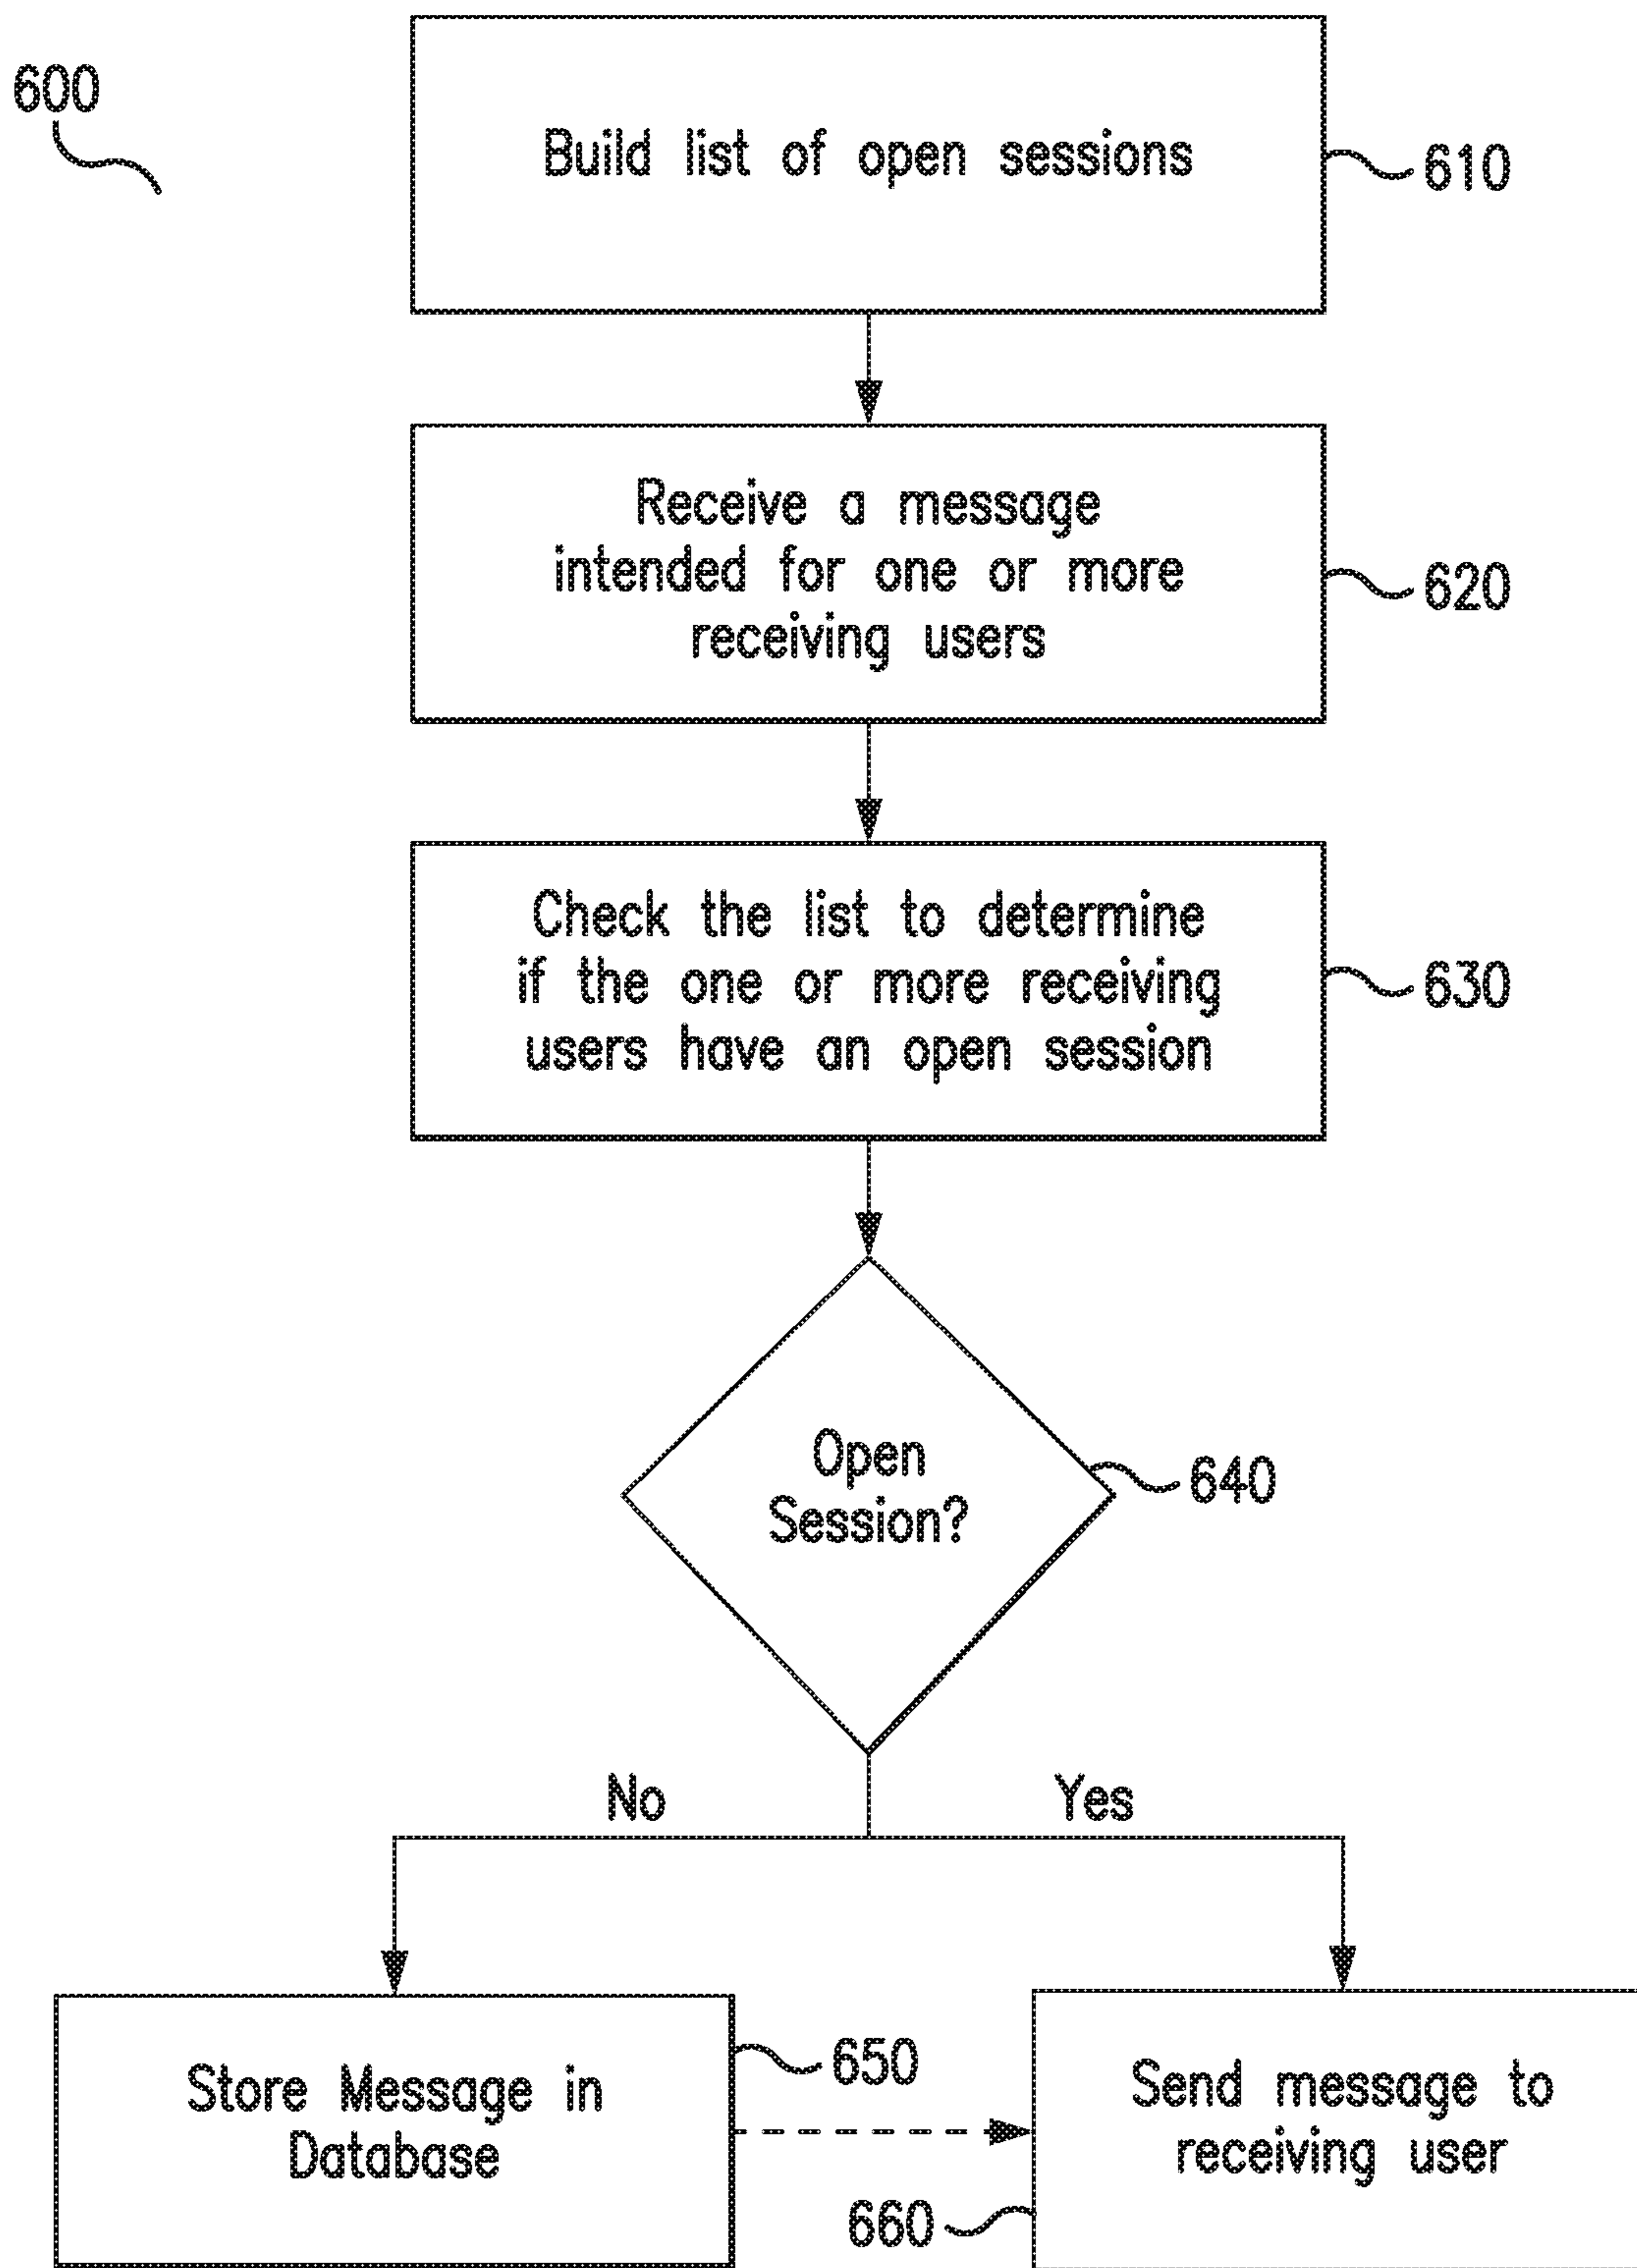 600
Build list of open sessions
610
Receive a message
intended for one or more
receiving users
620
Check the list to determine
if the one or more receiving
users have an open session
630
Open
Session?
640
No
Yes
Store Message in
Database
650
Send message to
receiving user
660